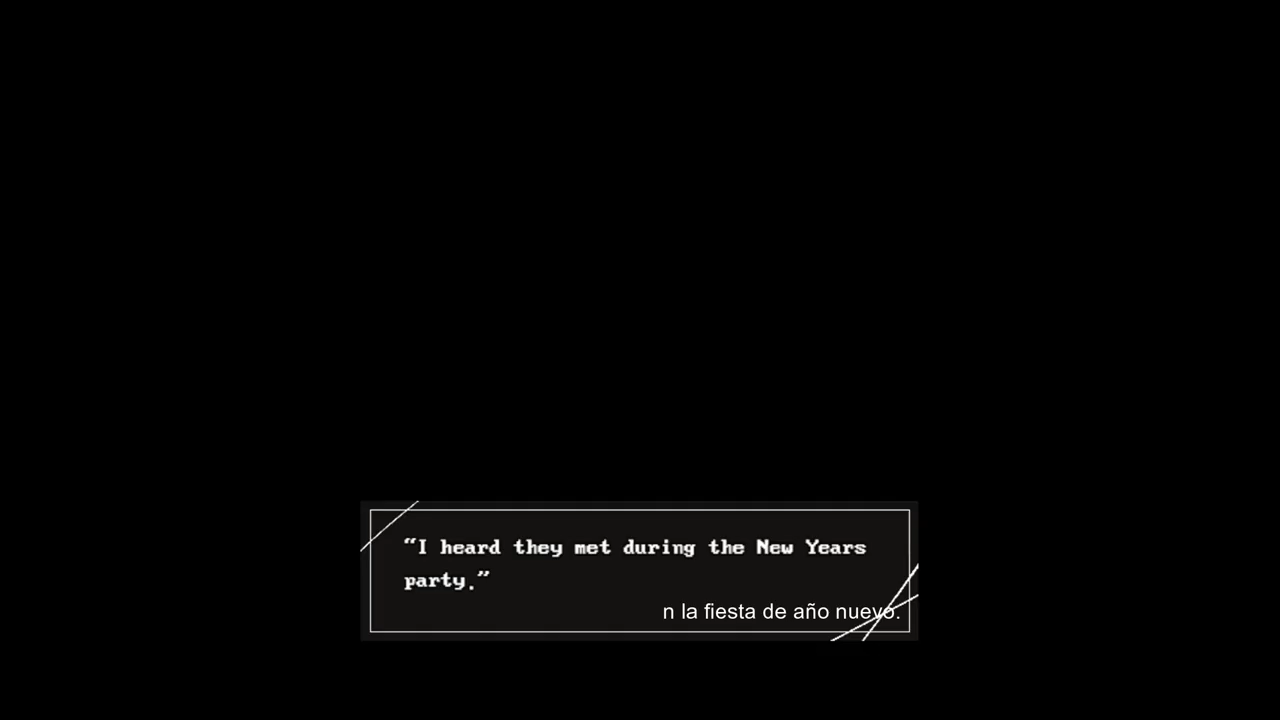 “I heard they met during the New Years
party.”
n la fiesta de año nuevo.